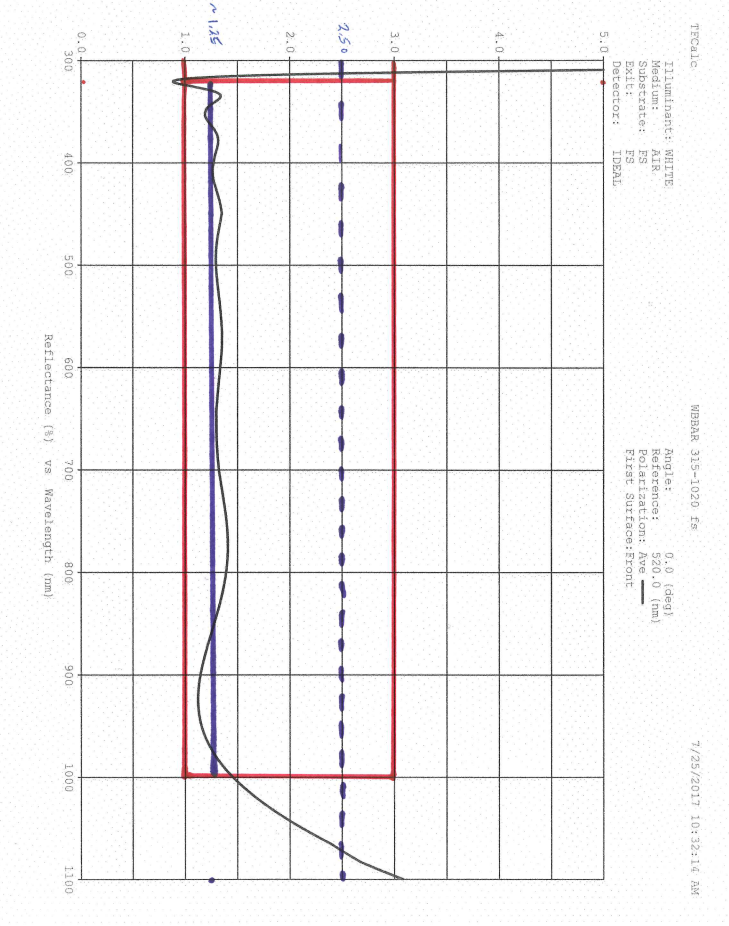 TFCalc WBBAR 315-1020 fs 7/25/2017 10:32:14 AM
Illuminant: WHITE Angle: 0.0 (deg)
Medium: AIR Reference: 520.0 (nm)
Substrate: FS Polarization: Ave
Exit: FS First Surface:Front
Detector: IDEAL
5.0
4.0
3.0
2.50
2.0
~1.25
1.0
0.0
300 400 500 600 700 800 900 1000 1100
Reflectance (%) vs Wavelength (nm)